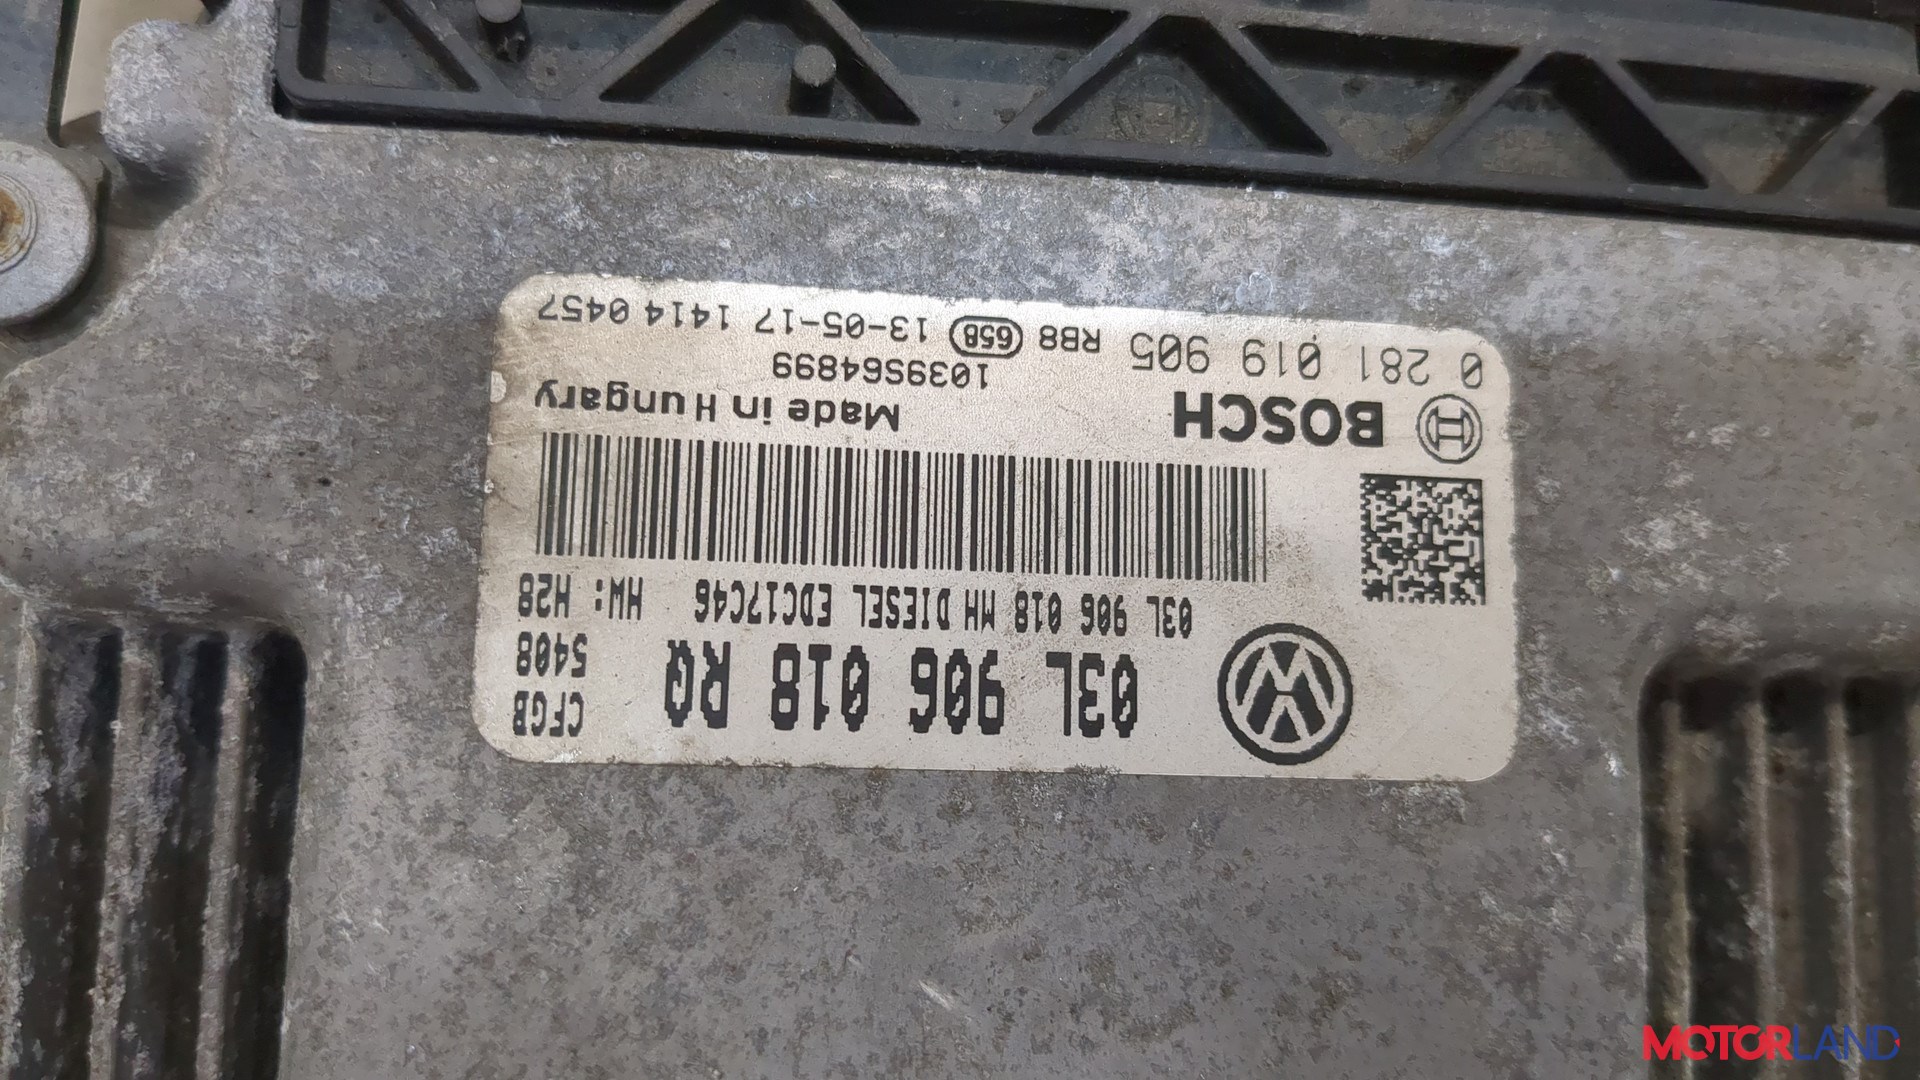 03L 906 018 RQ CFGB
5408
03L 906 018 MH DIESEL EDC17C46 HW: H28
BOSCH Made in Hungary
1039S64899
0 281 019 905 RB8 65B 13-05-17 1414 0457
MOTORLAND